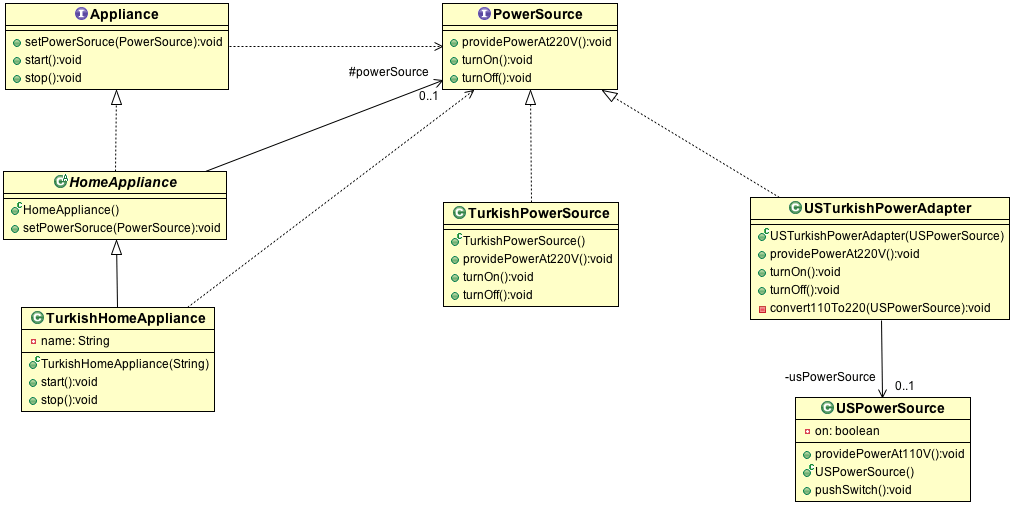 Appliance
setPowerSoruce(PowerSource):void
start():void
stop():void
PowerSource
providePowerAt220V():void
turnOn():void
turnOff():void
#powerSource
0..1
HomeAppliance
HomeAppliance()
setPowerSoruce(PowerSource):void
TurkishPowerSource
TurkishPowerSource()
providePowerAt220V():void
turnOn():void
turnOff():void
USTurkishPowerAdapter
USTurkishPowerAdapter(USPowerSource)
providePowerAt220V():void
turnOn():void
turnOff():void
convert110To220(USPowerSource):void
TurkishHomeAppliance
name: String
TurkishHomeAppliance(String)
start():void
stop():void
-usPowerSource
0..1
USPowerSource
on: boolean
providePowerAt110V():void
USPowerSource()
pushSwitch():void